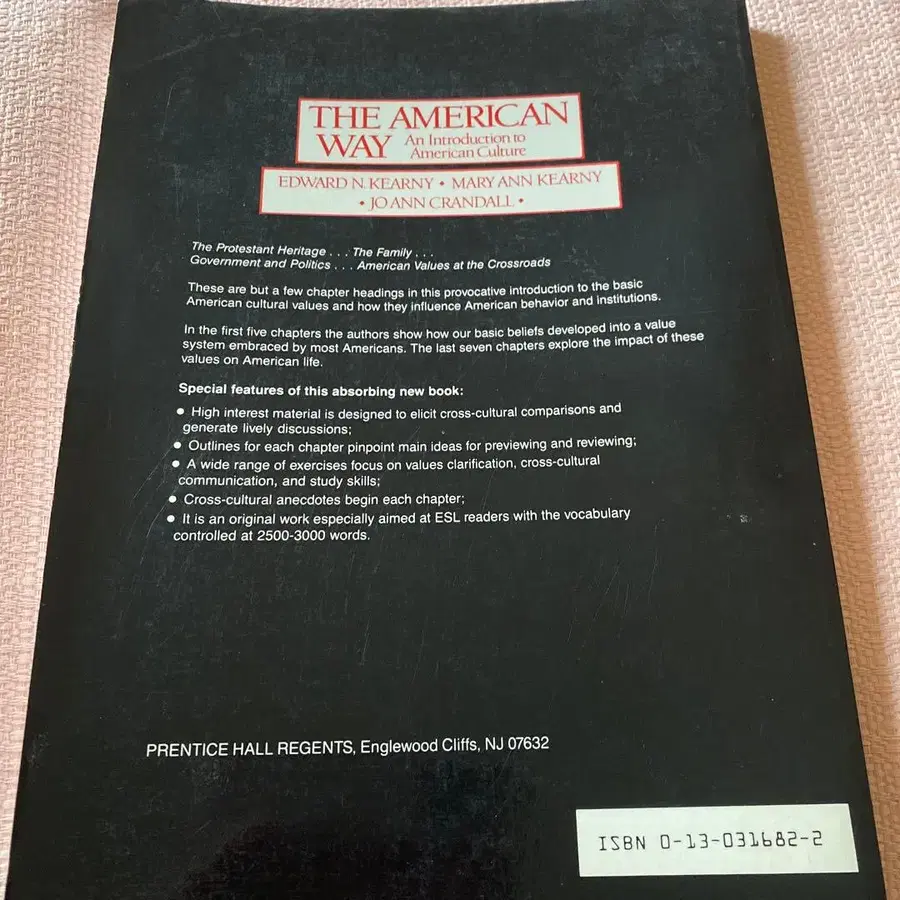 THE AMERICAN
WAY An Introduction to
American Culture
EDWARD N. KEARNY • MARY ANN KEARNY
• JO ANN CRANDALL •
The Protestant Heritage . . . The Family . . .
Government and Politics . . . American Values at the Crossroads
These are but a few chapter headings in this provocative introduction to the basic
American cultural values and how they influence American behavior and institutions.
In the first five chapters the authors show how our basic beliefs developed into a value
system embraced by most Americans. The last seven chapters explore the impact of these
values on American life.
Special features of this absorbing new book:
• High interest material is designed to elicit cross-cultural comparisons and
generate lively discussions;
• Outlines for each chapter pinpoint main ideas for previewing and reviewing;
• A wide range of exercises focus on values clarification, cross-cultural
communication, and study skills;
• Cross-cultural anecdotes begin each chapter;
• It is an original work especially aimed at ESL readers with the vocabulary
controlled at 2500-3000 words.
PRENTICE HALL REGENTS, Englewood Cliffs, NJ 07632
ISBN 0-13-031682-2